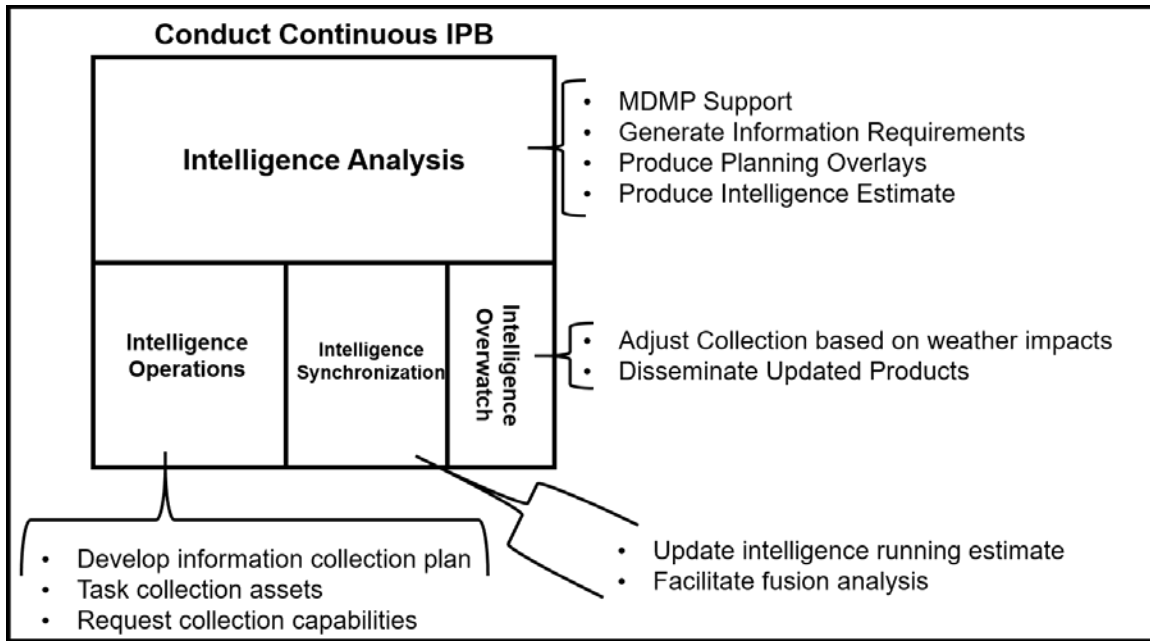 Conduct Continuous IPB
Intelligence Analysis
• MDMP Support
• Generate Information Requirements
• Produce Planning Overlays
• Produce Intelligence Estimate
Intelligence
Operations
Intelligence
Synchronization
Intelligence
Overwatch
• Adjust Collection based on weather impacts
• Disseminate Updated Products
• Develop information collection plan
• Task collection assets
• Request collection capabilities
• Update intelligence running estimate
• Facilitate fusion analysis